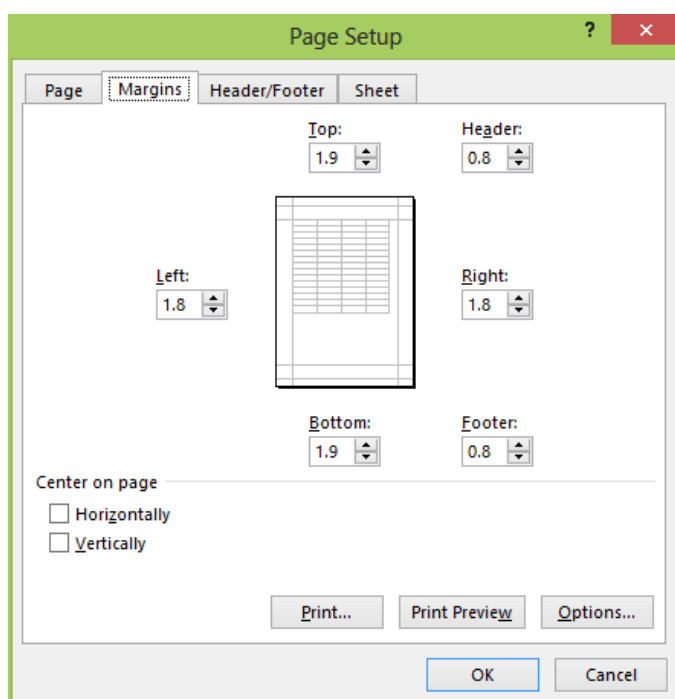 Page Setup ? ×
Page Margins Header/Footer Sheet
Top: Header:
1.9 0.8
Left: Right:
1.8 1.8
Bottom: Footer:
1.9 0.8
Center on page
Horizontally
Vertically
Print... Print Preview Options...
OK Cancel